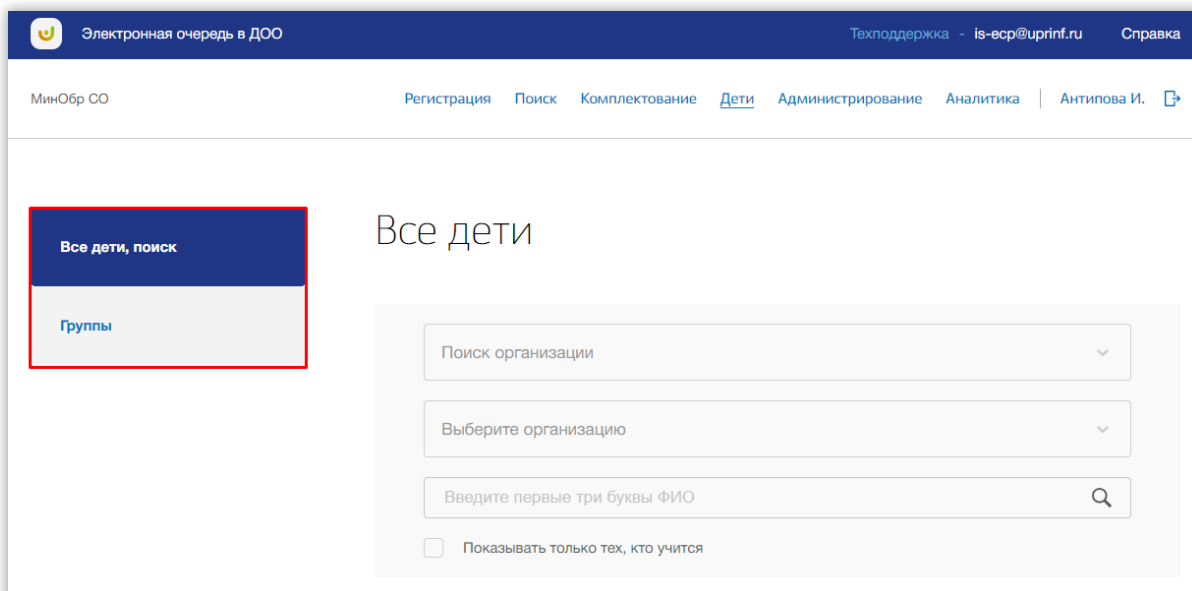 Электронная очередь в ДОО
Техподдержка - is-ecp@uprinf.ru Справка
МинОбр СО
Регистрация Поиск Комплектование Дети Администрирование Аналитика Антипова И.
Все дети, поиск
Группы
Все дети
Поиск организации
Выберите организацию
Введите первые три буквы ФИО
Показывать только тех, кто учится